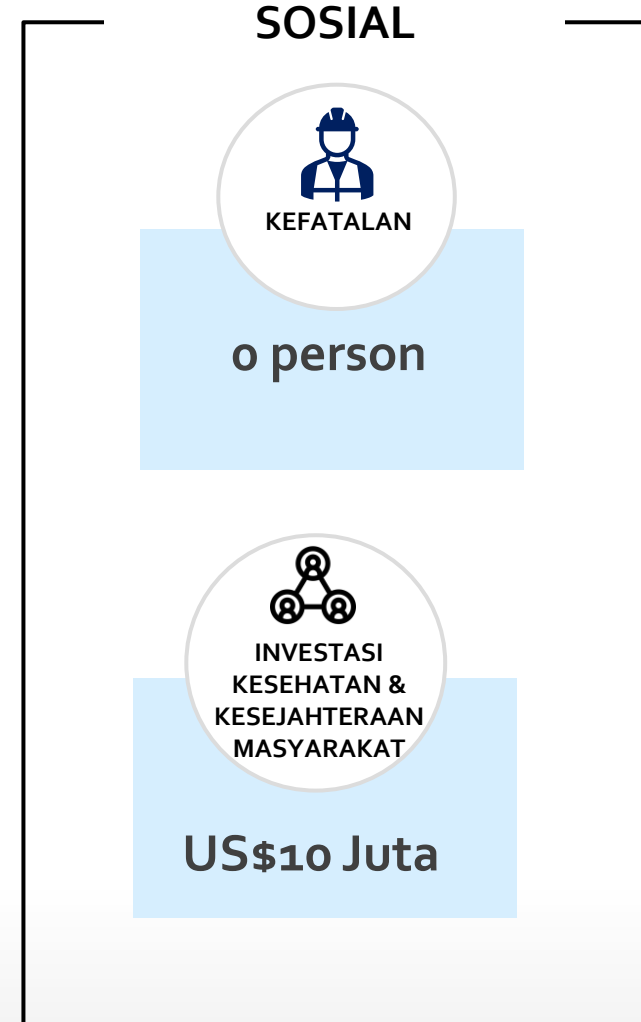 SOSIAL
KEFATALAN
0 person
INVESTASI
KESEHATAN &
KESEJAHTERAAN
MASYARAKAT
US$10 Juta